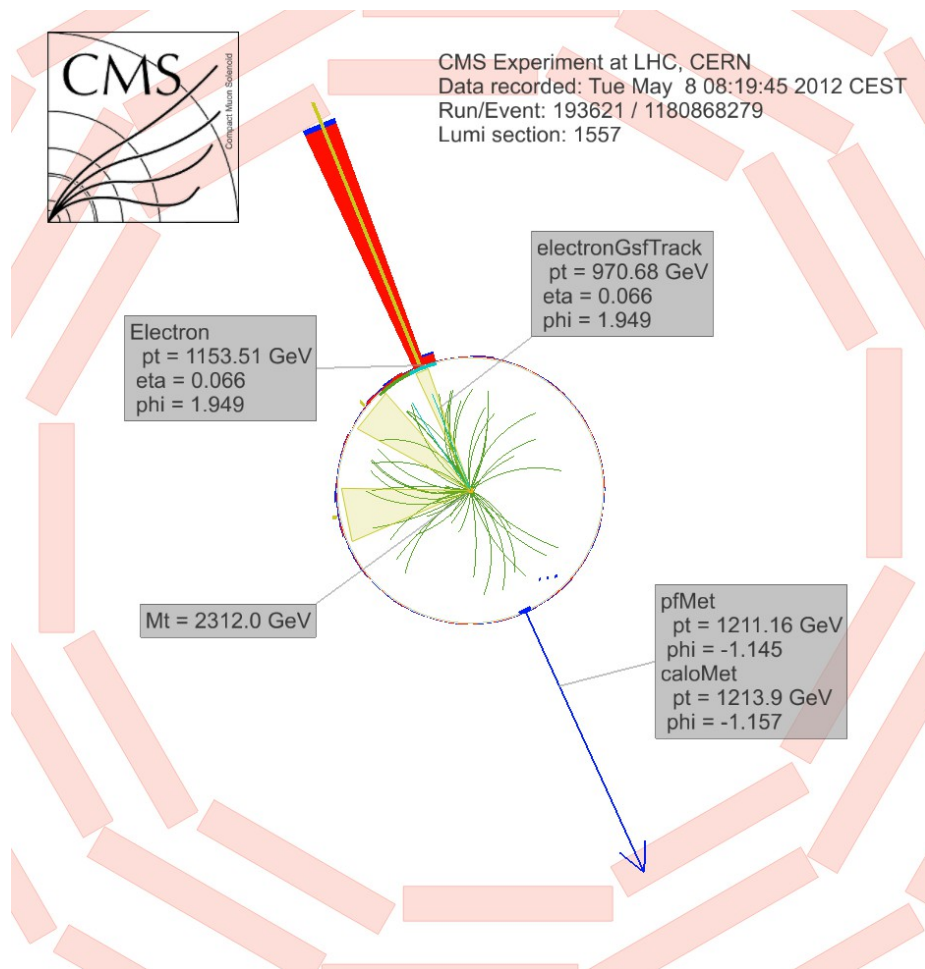 CMS
Compact Muon Solenoid
CMS Experiment at LHC, CERN
Data recorded: Tue May 8 08:19:45 2012 CEST
Run/Event: 193621 / 1180868279
Lumi section: 1557
electronGsfTrack
pt = 970.68 GeV
eta = 0.066
phi = 1.949
Electron
pt = 1153.51 GeV
eta = 0.066
phi = 1.949
Mt = 2312.0 GeV
pfMet
pt = 1211.16 GeV
phi = -1.145
caloMet
pt = 1213.9 GeV
phi = -1.157